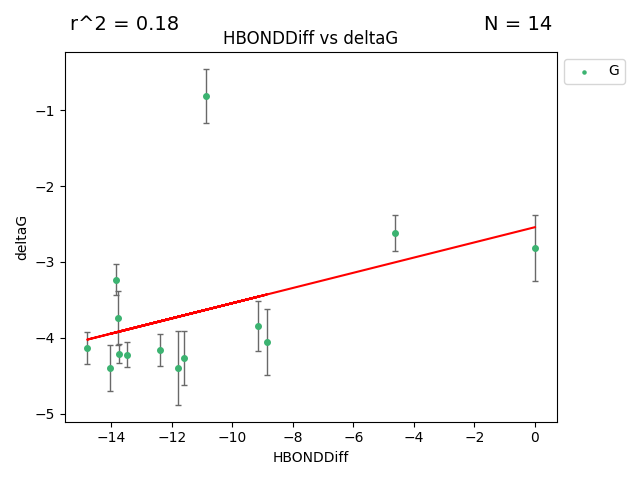 r^2 = 0.18
N = 14
HBONDDiff vs deltaG
G
−1
−2
−3
−4
−5
deltaG
−14 −12 −10 −8 −6 −4 −2 0
HBONDDiff